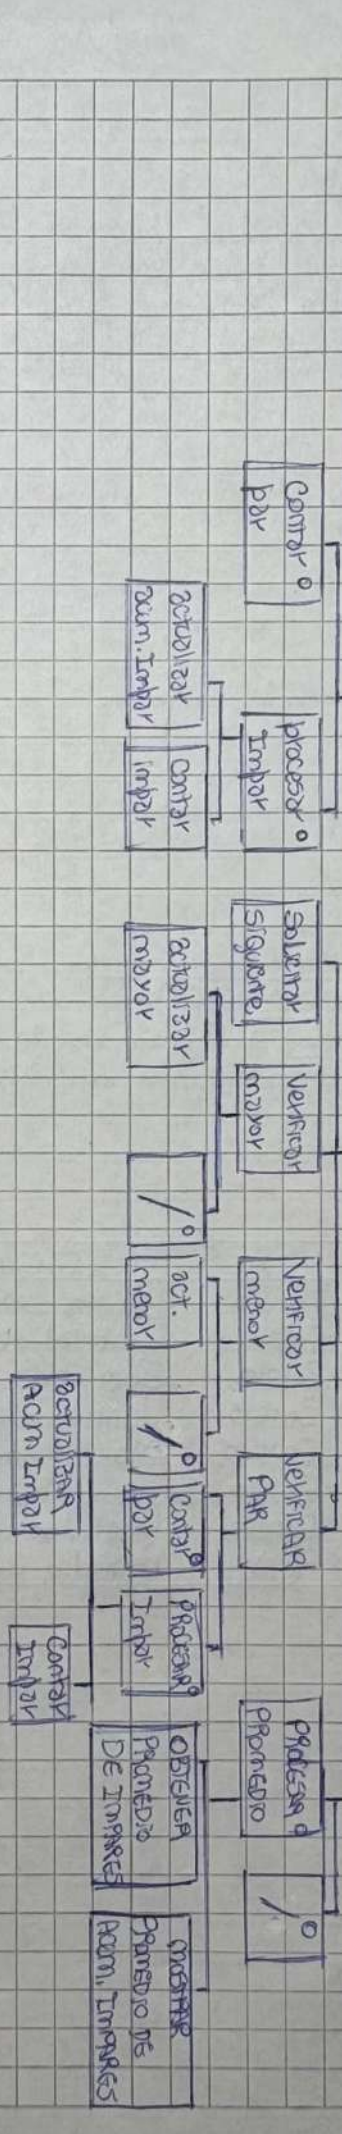 Contar o
par
procesar o
Impar
Solicitar
Siguiente
Verificar
mayor
Verificar
menor
VERIFICAR
PAR
PROCESAR o
PROMEDIO
/ o
actualizar
acum. Impar
Contar
impar
actualizar
mayor
/ o
act.
menor
/ o
Contar o
par
PROCESAR o
Impar
OBTENER
PROMEDIO
DE IMPARES
MOSTRAR
PROMEDIO DE
ACUM. IMPARES
actualizAR
Acum Impar
Contar
Impar